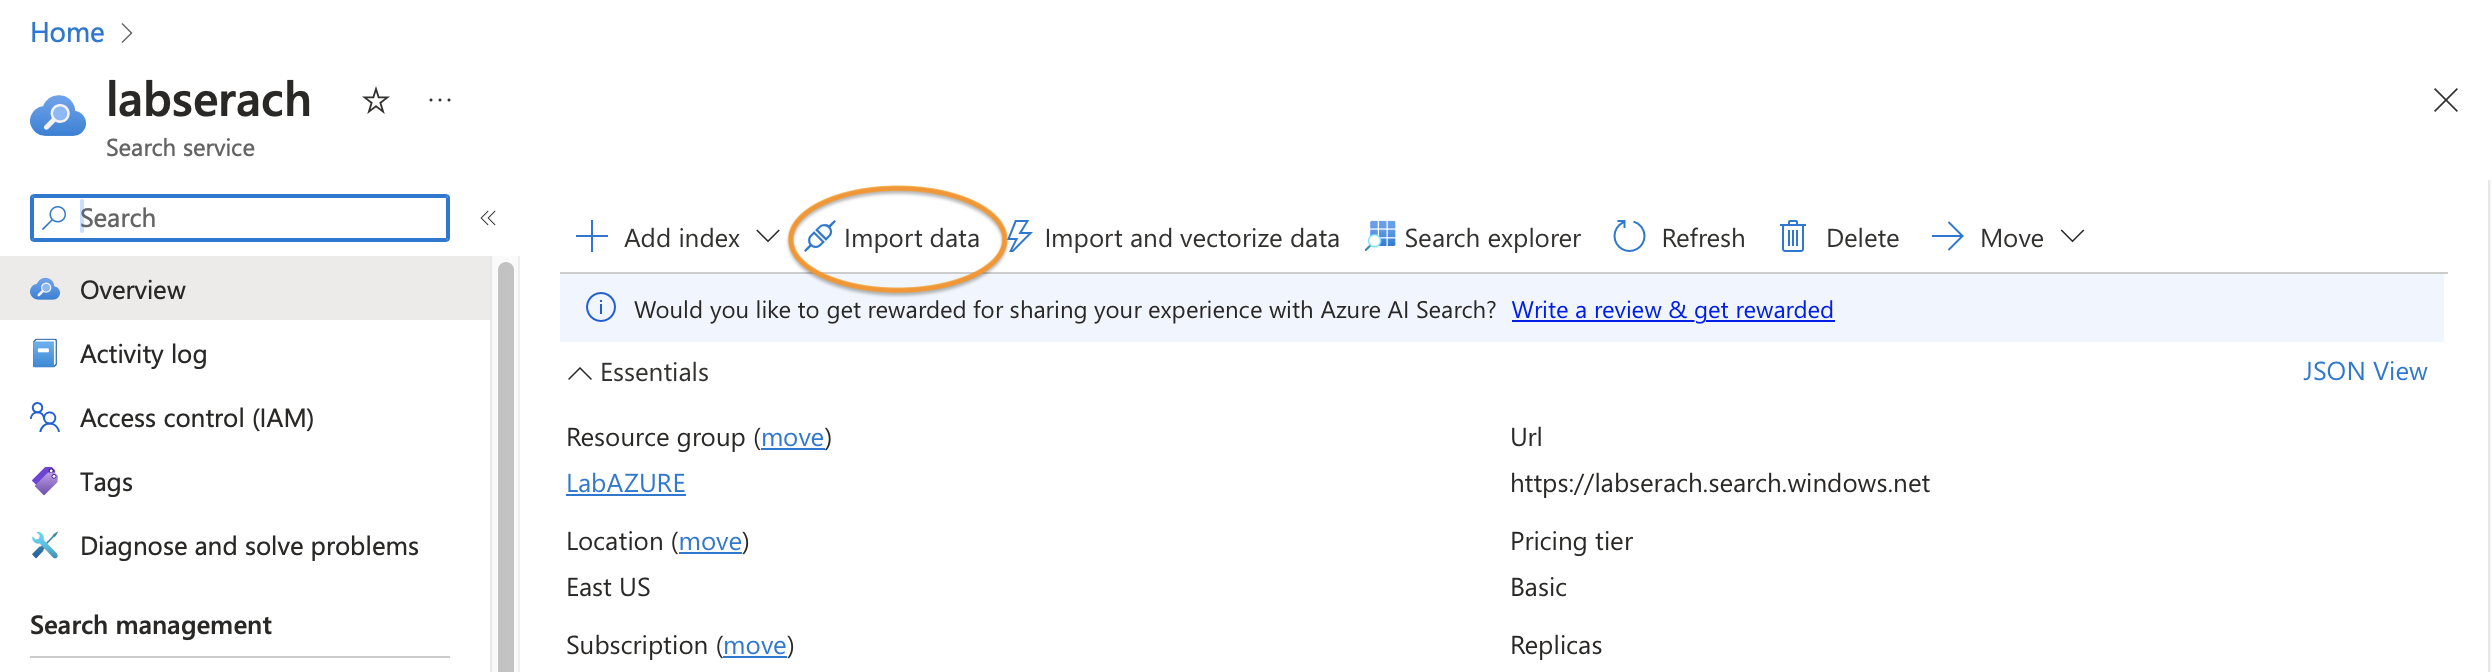 Home
labserach
Search service
Search
Overview
Activity log
Access control (IAM)
Tags
Diagnose and solve problems
Search management
Add index
Import data
Import and vectorize data
Search explorer
Refresh
Delete
Move
Would you like to get rewarded for sharing your experience with Azure AI Search? Write a review & get rewarded
Essentials
JSON View
Resource group (move)
LabAZURE
Location (move)
East US
Subscription (move)
Url
https://labserach.search.windows.net
Pricing tier
Basic
Replicas